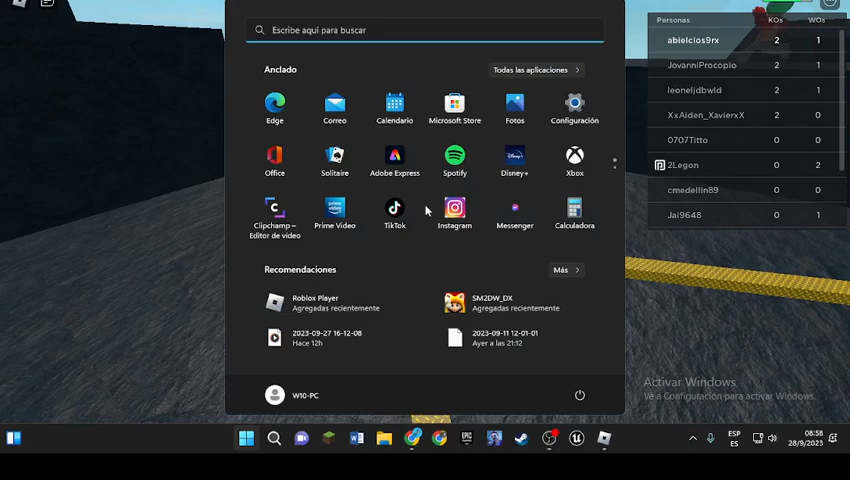 Escribe aquí para buscar
Anclado
Todas las aplicaciones
Edge
Correo
Calendario
Microsoft Store
Fotos
Configuración
Office
Solitaire
Adobe Express
Spotify
Disney+
Xbox
Clipchamp –
Editor de vídeo
Prime Video
TikTok
Instagram
Messenger
Calculadora
Recomendaciones
Más
Roblox Player
Agregadas recientemente
SM2DW_DX
Agregadas recientemente
2023-09-27 16-12-08
Hace 12h
2023-09-11 12-01-01
Ayer a las 21:12
W10-PC
Personas KOs WOs
abielcios9rx 2 1
JovanniProcopio 2 1
leoneljdbwld 2 1
XxAiden_XavierxX 2 0
0707Titto 0 0
2Legon 0 2
cmedellin89 0 0
Jai9648 0 1
Activar Windows
Ve a Configuración para activar Windows.
ESP
ES
08:58
28/9/2023